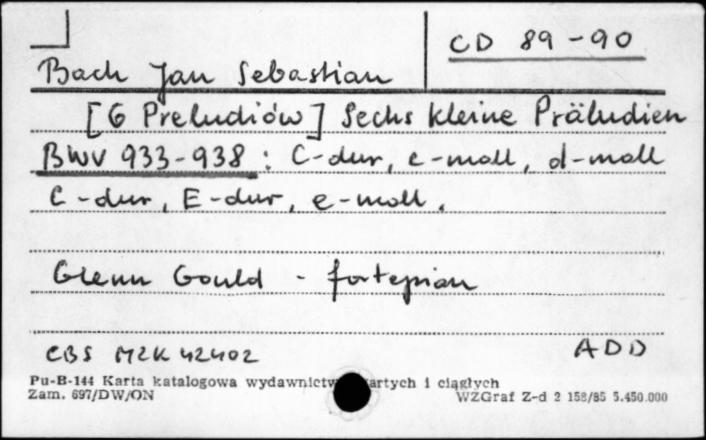 CD 89-90
Bach Jan Sebastian
[6 Preludiów] Sechs kleine Präludien
BWV 933-938 : C-dur, c-moll, d-moll
C-dur, E-dur, e-moll.
Glenn Gould - fortepian
CBS M2K 42402
ADD
Pu-B-144 Karta katalogowa wydawnictw zwartych i ciągłych
Zam. 697/DW/ON
WZGraf Z-d 2 158/85 5.450.000